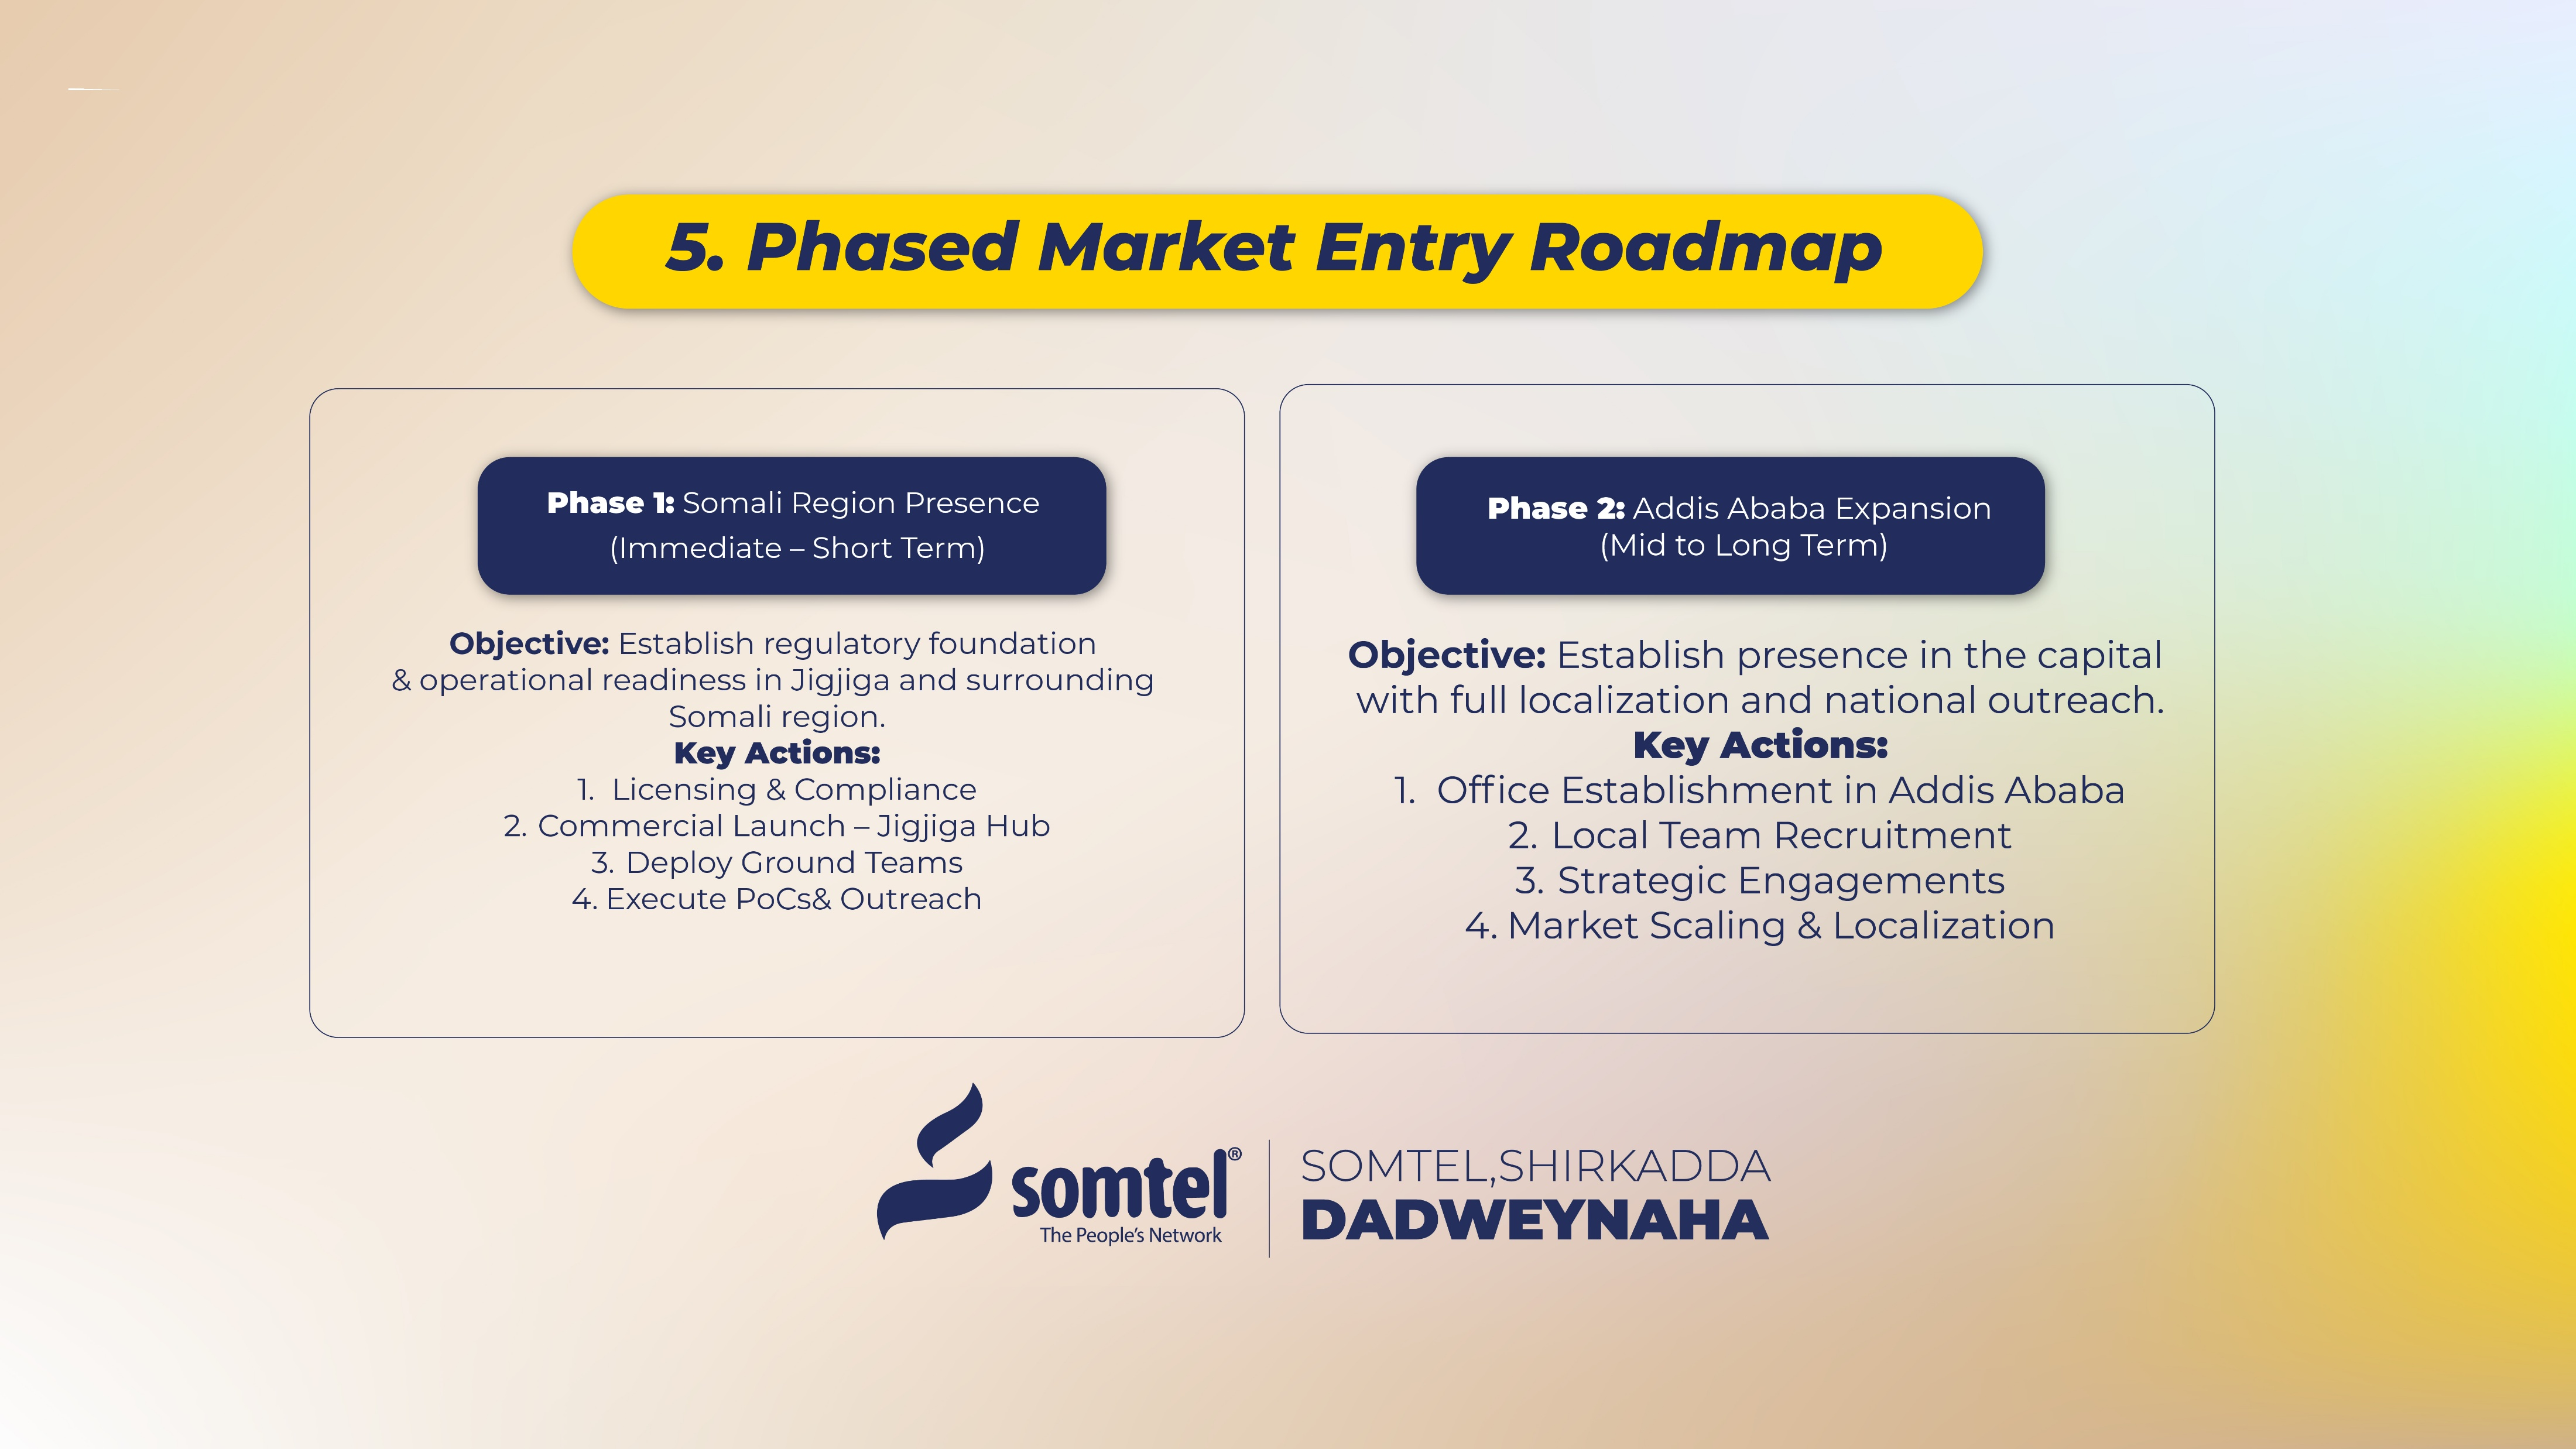 5. Phased Market Entry Roadmap
Phase 1: Somali Region Presence
(Immediate – Short Term)
Objective: Establish regulatory foundation
& operational readiness in Jigjiga and surrounding
Somali region.
Key Actions:
1. Licensing & Compliance
2. Commercial Launch – Jigjiga Hub
3. Deploy Ground Teams
4. Execute PoCs& Outreach
Phase 2: Addis Ababa Expansion
(Mid to Long Term)
Objective: Establish presence in the capital
with full localization and national outreach.
Key Actions:
1. Office Establishment in Addis Ababa
2. Local Team Recruitment
3. Strategic Engagements
4. Market Scaling & Localization
somtel®
The People's Network
SOMTEL,SHIRKADDA
DADWEYNAHA